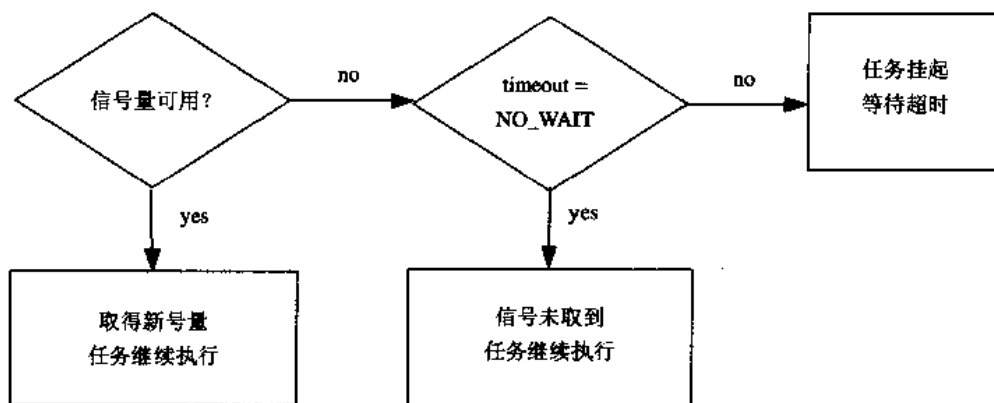 信号量可用?
no
timeout =
NO_WAIT
no
任务挂起
等待超时
yes
yes
取得新号量
任务继续执行
信号未取到
任务继续执行